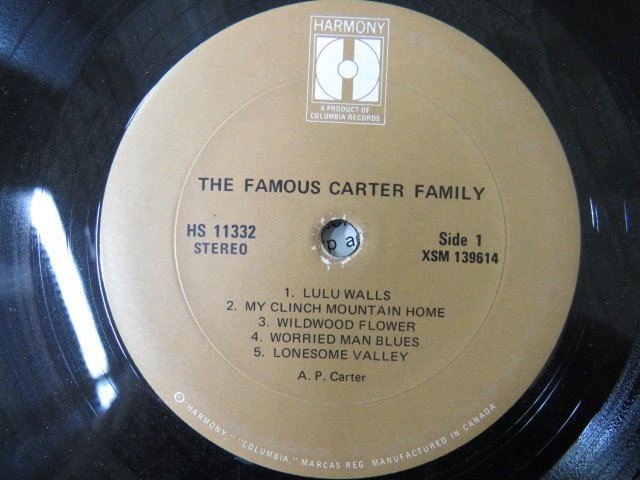 HARMONY
A PRODUCT OF
COLUMBIA RECORDS
THE FAMOUS CARTER FAMILY
HS 11332
STEREO
Side 1
XSM 139614
1. LULU WALLS
2. MY CLINCH MOUNTAIN HOME
3. WILDWOOD FLOWER
4. WORRIED MAN BLUES
5. LONESOME VALLEY
A. P. Carter
"HARMONY" "COLUMBIA," MARCAS REG. MANUFACTURED IN CANADA